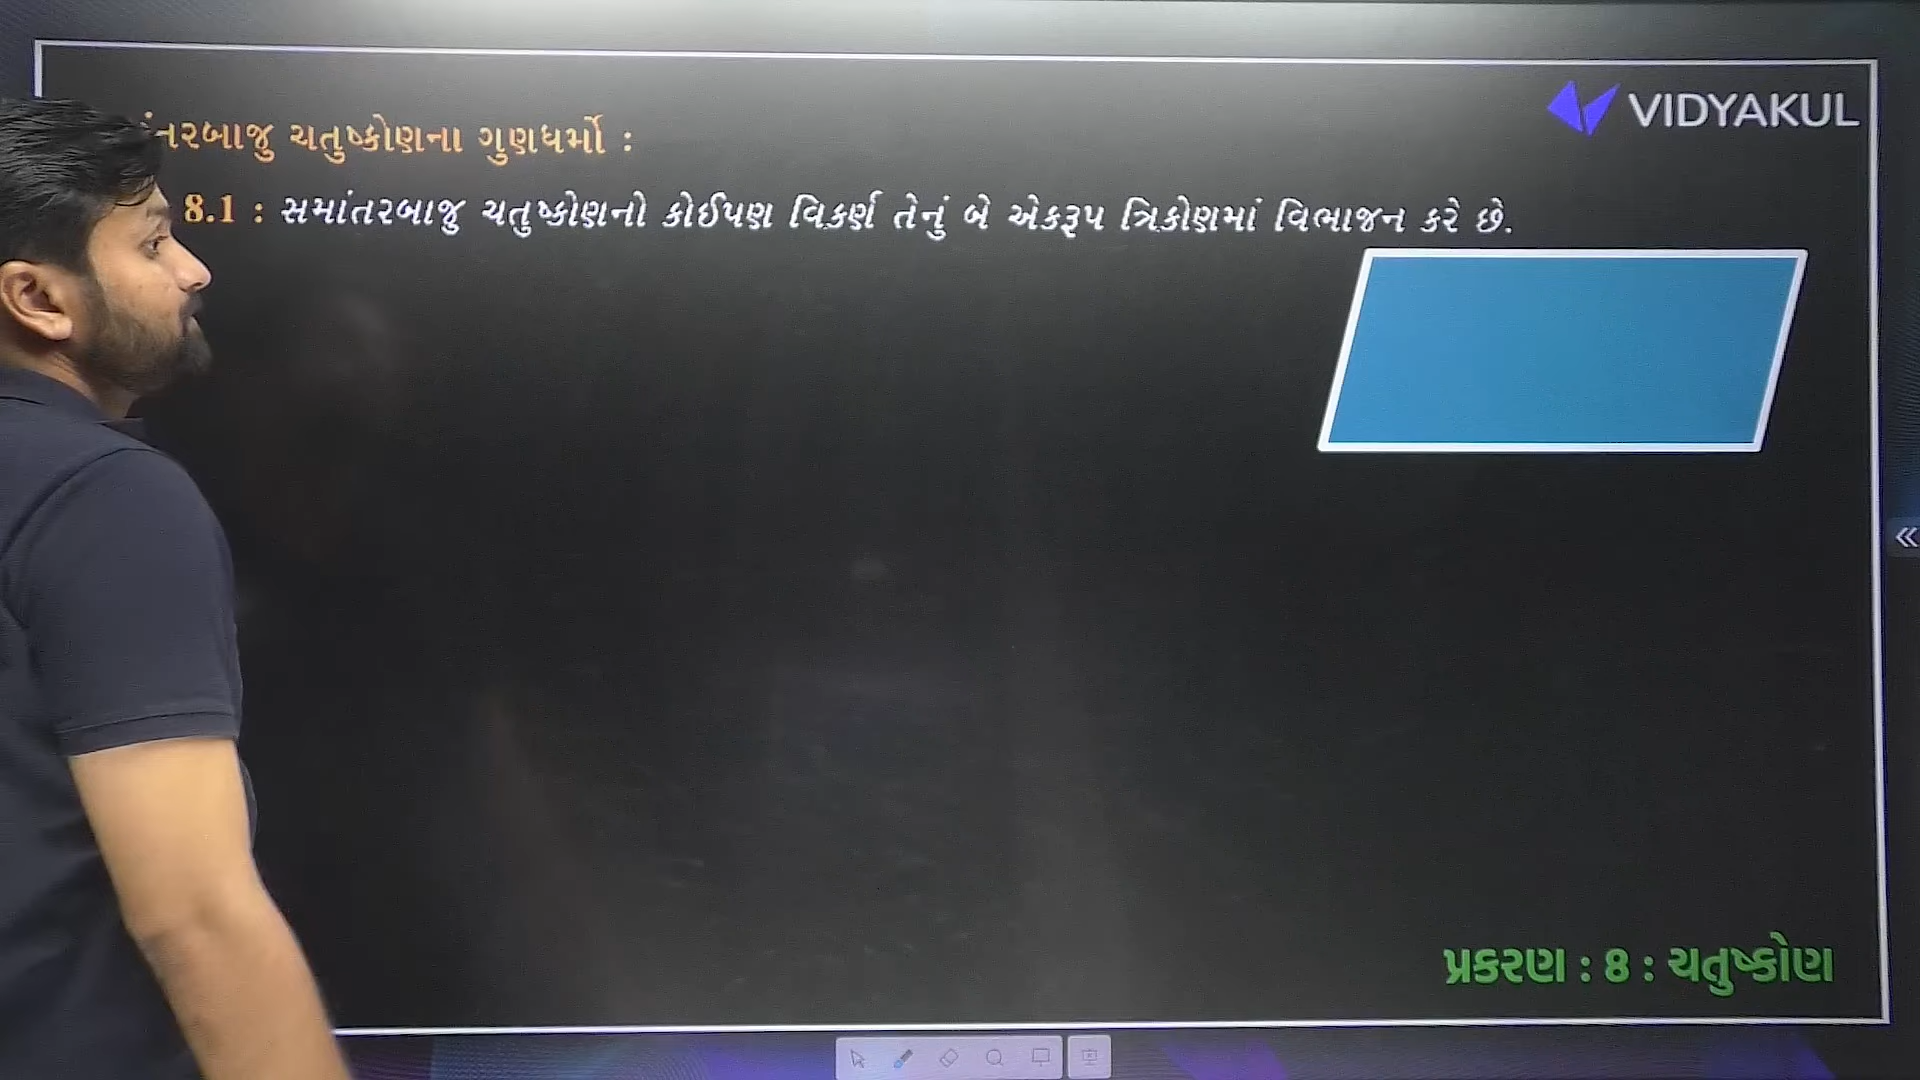 VIDYAKUL
ચતુષ્કોણના ગુણધર્મો :
8.1 : સમાંતરબાજુ ચતુષ્કોણનો કોઈપણ વિકર્ણ તેનું બે એકરૂપ ત્રિકોણમાં વિભાજન કરે છે.
પ્રકરણ : 8 : ચતુષ્કોણ